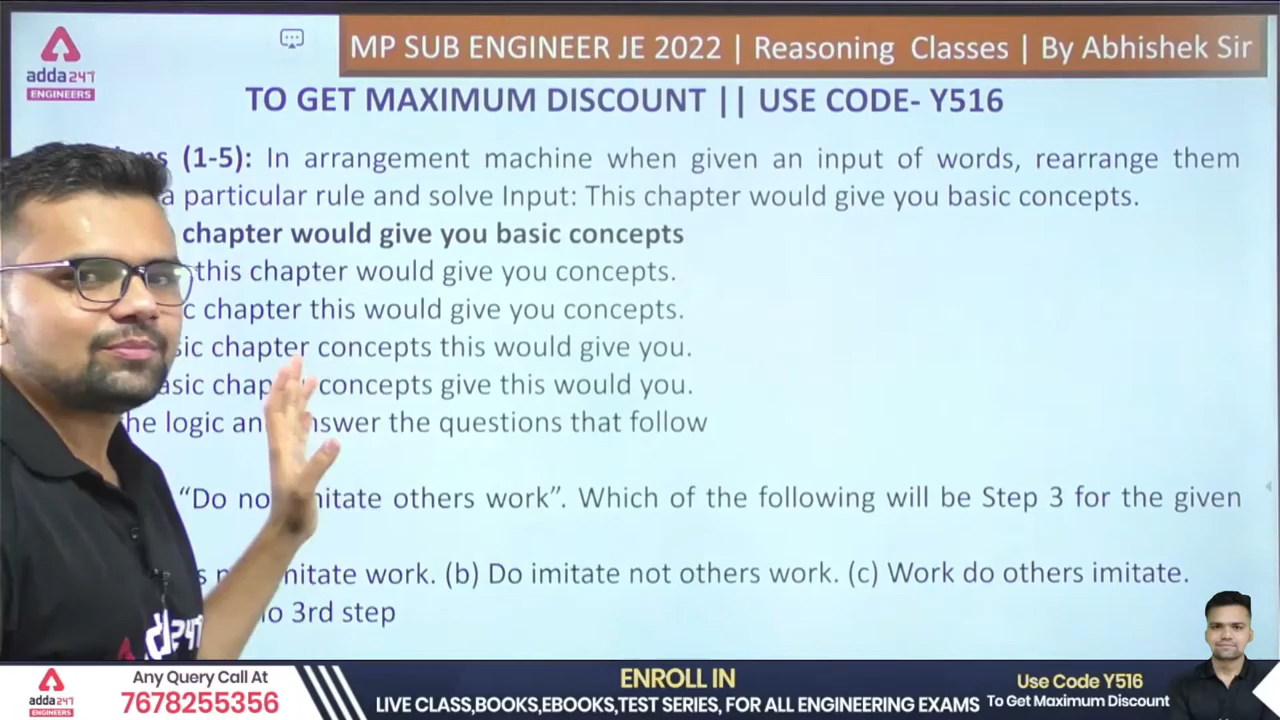 adda247
ENGINEERS
MP SUB ENGINEER JE 2022 | Reasoning Classes | By Abhishek Sir
TO GET MAXIMUM DISCOUNT || USE CODE- Y516
(1-5): In arrangement machine when given an input of words, rearrange them
a particular rule and solve Input: This chapter would give you basic concepts.
chapter would give you basic concepts
this chapter would give you concepts.
chapter this would give you concepts.
chapter concepts this would give you.
concepts give this would you.
logic answer the questions that follow
“Do others work”. Which of the following will be Step 3 for the given
work. (b) Do imitate not others work. (c) Work do others imitate.
3rd step
adda247
adda247
ENGINEERS
Any Query Call At
7678255356
ENROLL IN
LIVE CLASS,BOOKS,EBOOKS,TEST SERIES, FOR ALL ENGINEERING EXAMS
Use Code Y516
To Get Maximum Discount